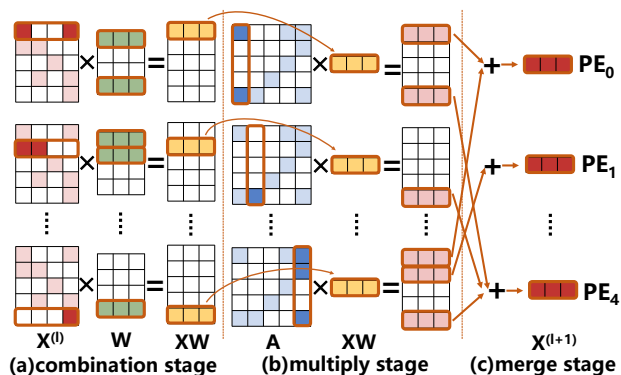 × = × = + PE₀
× = × = + PE₁
× = × = + PE₄
X⁽ˡ⁾ W XW A XW X⁽ˡ⁺¹⁾
(a)combination stage (b)multiply stage (c)merge stage